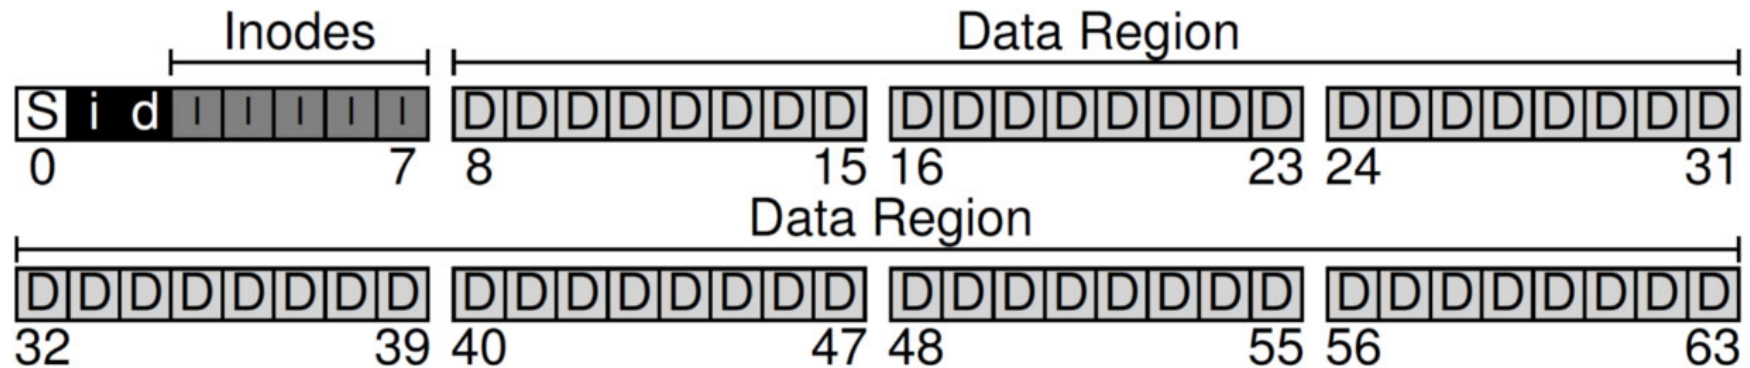 Inodes Data Region
S i d I I I I I D D D D D D D D D D D D D D D D D D D D D D D D
0 7 8 15 16 23 24 31
Data Region
D D D D D D D D D D D D D D D D D D D D D D D D D D D D D D D D
32 39 40 47 48 55 56 63